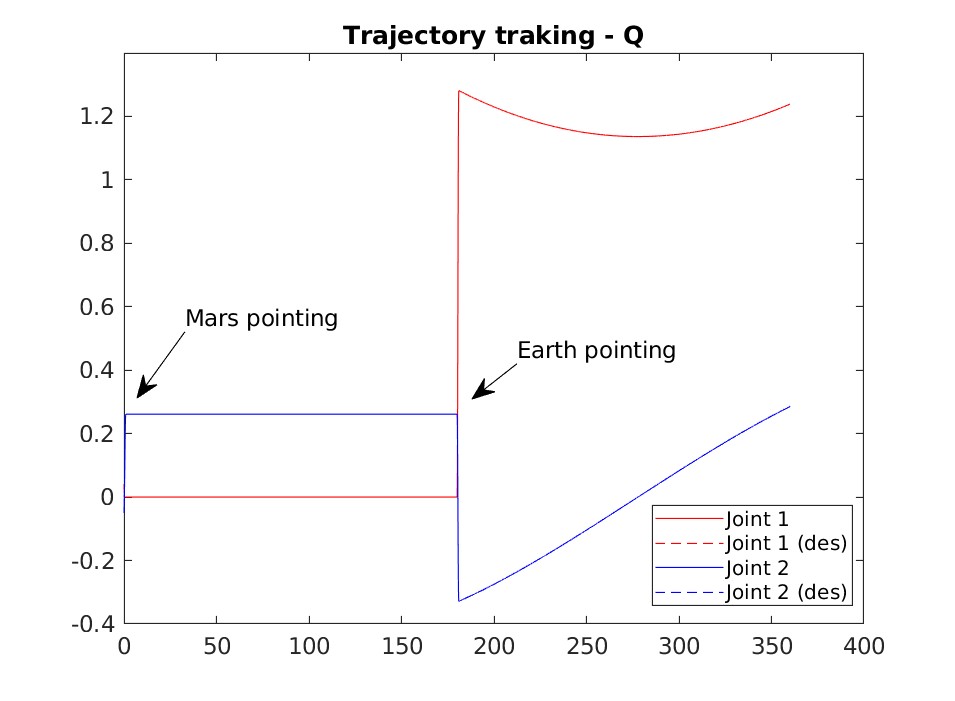 Trajectory traking - Q
1.2
1
0.8
0.6
0.4
0.2
0
-0.2
-0.4
Mars pointing
Earth pointing
Joint 1
Joint 1 (des)
Joint 2
Joint 2 (des)
0 50 100 150 200 250 300 350 400